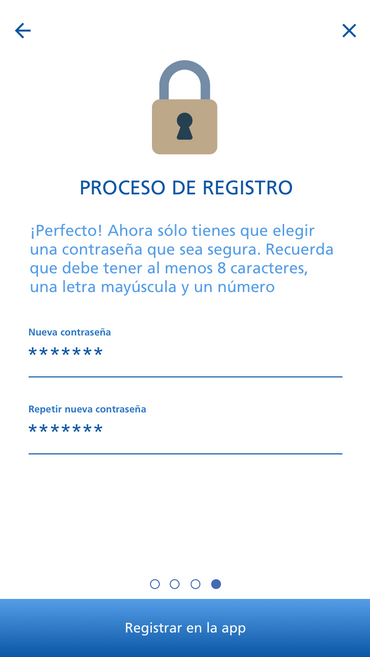 PROCESO DE REGISTRO
¡Perfecto! Ahora sólo tienes que elegir
una contraseña que sea segura. Recuerda
que debe tener al menos 8 caracteres,
una letra mayúscula y un número
Nueva contraseña
*******
Repetir nueva contraseña
*******
Registrar en la app